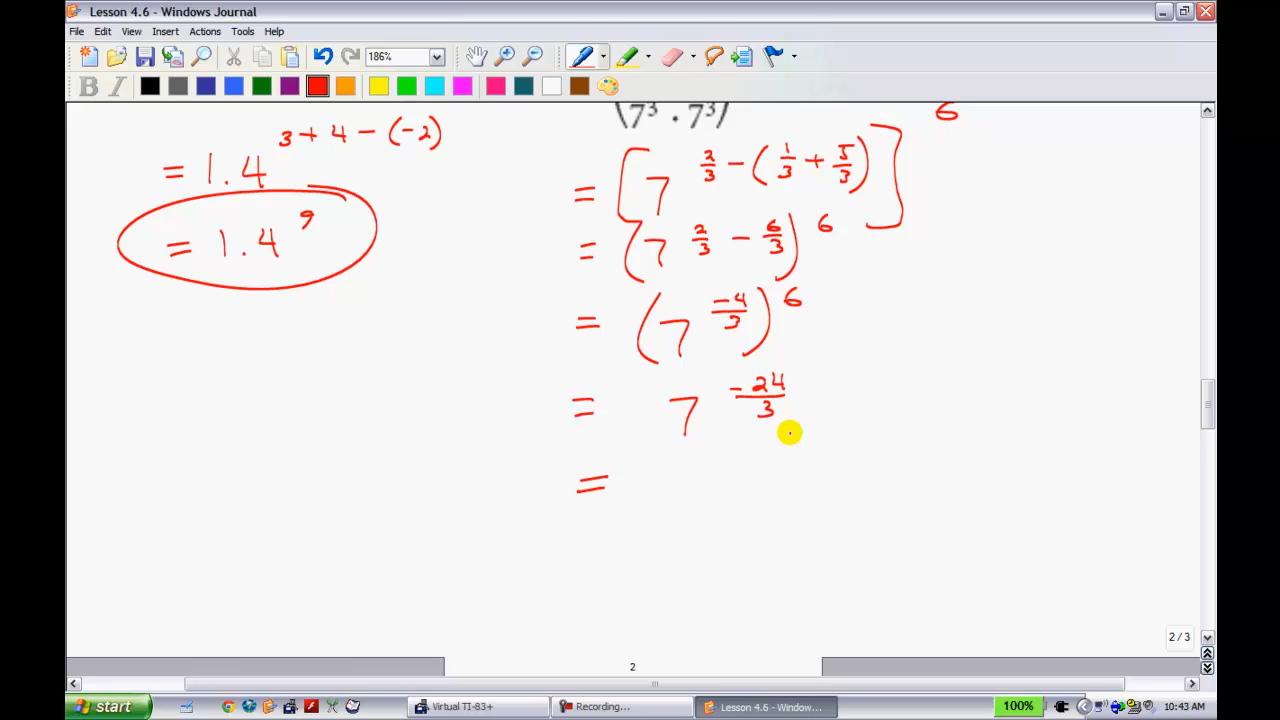 Lesson 4.6 - Windows Journal
File Edit View Insert Actions Tools Help
186%
B I
3 + 4 - (-2)
= 1.4
= 1.4⁹
(7³ · 7³) 6
= [7^(2/3 - (1/3 + 5/3))]
= (7^(2/3 - 6/3))^6
= (7^(-4/3))^6
= 7^(-24/3)
=
2 / 3
2
start Virtual TI-83+ Recording... Lesson 4.6 - Window... 100% 10:43 AM